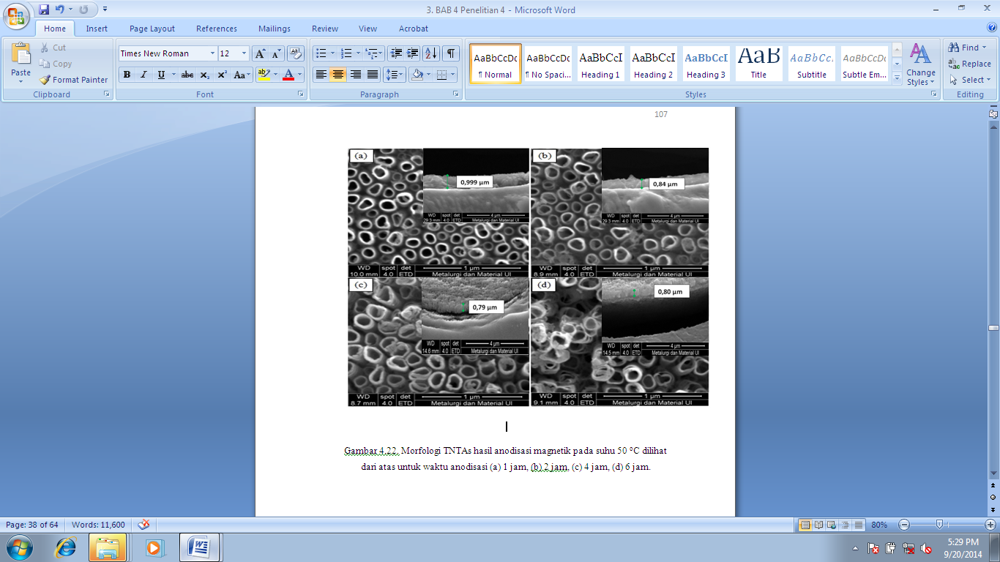 3. BAB 4 Penelitian 4 - Microsoft Word
Home Insert Page Layout References Mailings Review View Acrobat
Paste
Cut
Copy
Format Painter
Clipboard
Times New Roman 12
B I U abc x₂ x² Aa
Font
Paragraph
AaBbCcDc AaBbCcDc AaBbCcI AaBbCcI AaBbCcI AaB AaBbCc. AaBbCcDc
¶ Normal ¶ No Spaci... Heading 1 Heading 2 Heading 3 Title Subtitle Subtle Em...
Change
Styles
Styles
Find
Replace
Select
Editing
107
(a)
0,999 µm
WD spot det 4 µm
29.3 mm 4.0 ETD Metalurgi dan Material UI
WD spot det 1 µm
10.0 mm 4.0 ETD Metalurgi dan Material UI
(b)
0,84 µm
WD spot det 4 µm
29.3 mm 4.0 ETD Metalurgi dan Material UI
WD spot det 1 µm
8.9 mm 4.0 ETD Metalurgi dan Material UI
(c)
0,79 µm
WD spot det 4 µm
14.6 mm 4.0 ETD Metalurgi dan Material UI
WD spot det 1 µm
8.7 mm 4.0 ETD Metalurgi dan Material UI
(d)
0,80 µm
WD spot det 4 µm
14.5 mm 4.0 ETD Metalurgi dan Material UI
WD spot det 1 µm
9.1 mm 4.0 ETD Metalurgi dan Material UI
Gambar 4.22. Morfologi TNTAs hasil anodisasi magnetik pada suhu 50 °C dilihat
dari atas untuk waktu anodisasi (a) 1 jam, (b) 2 jam, (c) 4 jam, (d) 6 jam.
Page: 38 of 64 Words: 11,600 80%
5:29 PM
9/20/2014